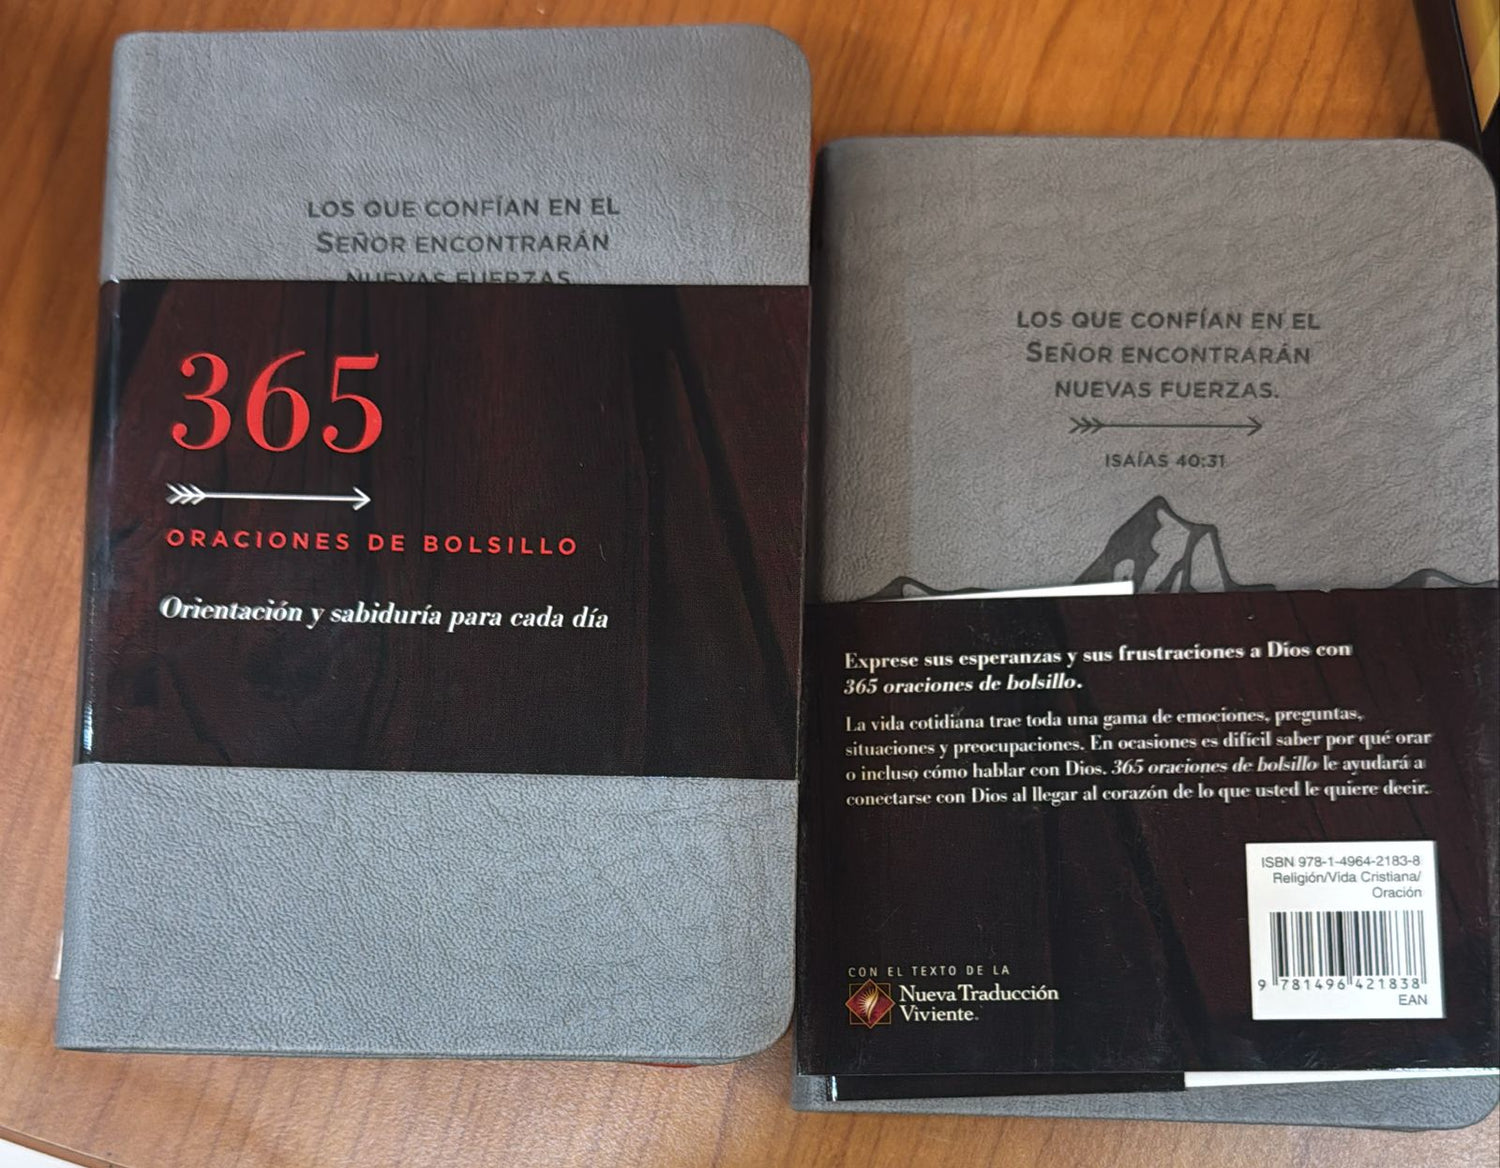 LOS QUE CONFÍAN EN EL
SEÑOR ENCONTRARÁN
NUEVAS FUERZAS.
365
ORACIONES DE BOLSILLO
Orientación y sabiduría para cada día
LOS QUE CONFÍAN EN EL
SEÑOR ENCONTRARÁN
NUEVAS FUERZAS.
ISAÍAS 40:31
Exprese sus esperanzas y sus frustraciones a Dios con
365 oraciones de bolsillo.
La vida cotidiana trae toda una gama de emociones, preguntas,
situaciones y preocupaciones. En ocasiones es difícil saber por qué orar
o incluso cómo hablar con Dios. 365 oraciones de bolsillo le ayudará a
conectarse con Dios al llegar al corazón de lo que usted le quiere decir.
ISBN 978-1-4964-2183-8
Religión/Vida Cristiana/
Oración
9 781496 421838
EAN
CON EL TEXTO DE LA
Nueva Traducción
Viviente